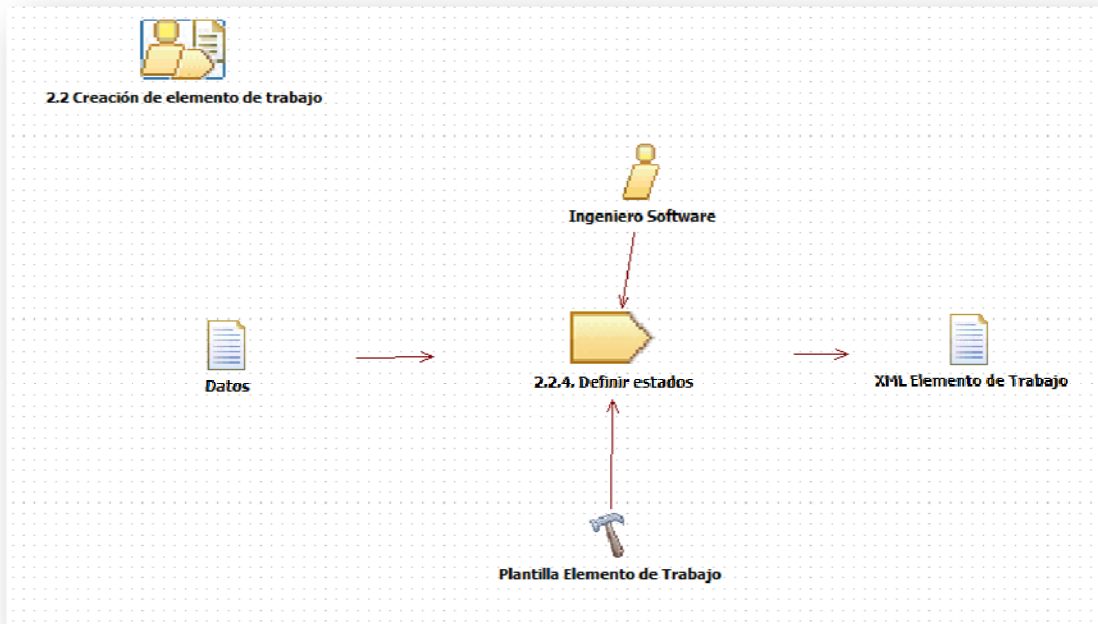 2.2 Creación de elemento de trabajo
Ingeniero Software
Datos
2.2.4. Definir estados
XML Elemento de Trabajo
Plantilla Elemento de Trabajo